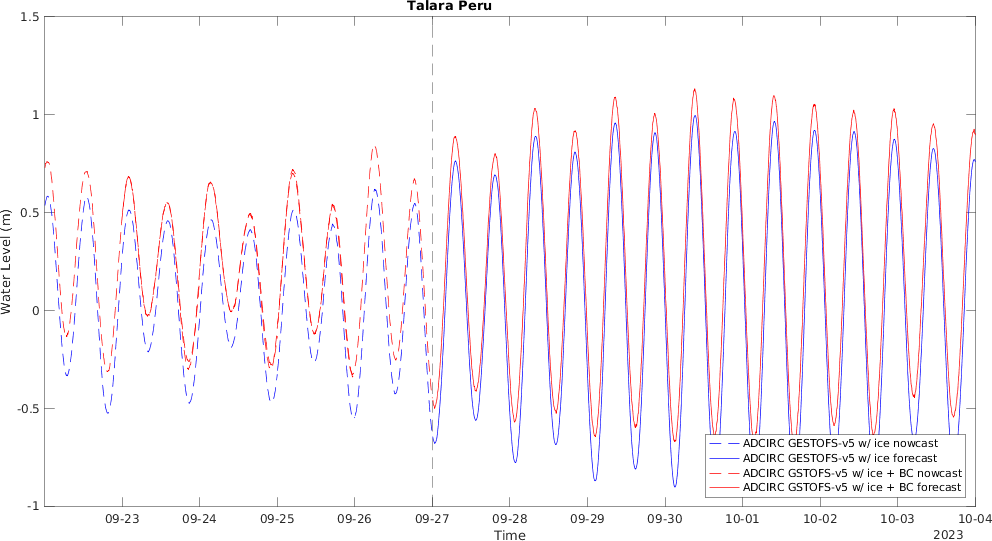 Talara Peru
1.5
1
0.5
0
-0.5
-1
Water Level (m)
ADCIRC GESTOFS-v5 w/ ice nowcast
ADCIRC GESTOFS-v5 w/ ice forecast
ADCIRC GSTOFS-v5 w/ ice + BC nowcast
ADCIRC GSTOFS-v5 w/ ice + BC forecast
09-23 09-24 09-25 09-26 09-27 09-28 09-29 09-30 10-01 10-02 10-03 10-04
Time
2023